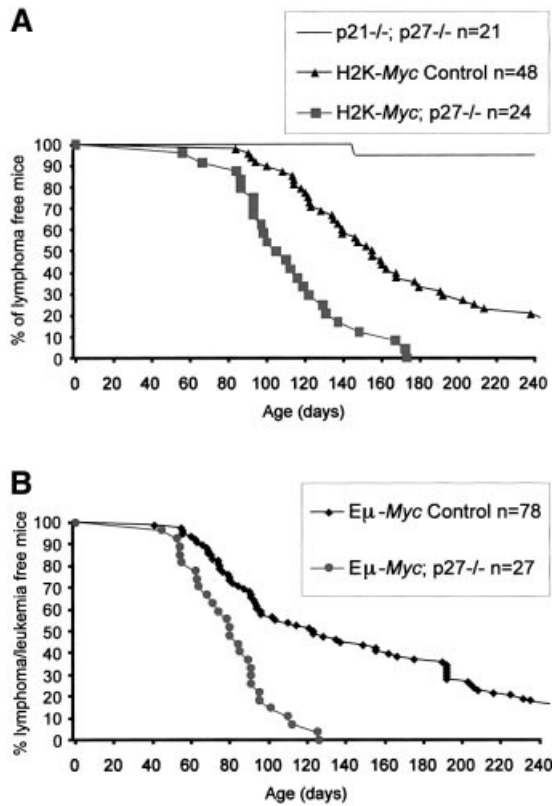 A
p21-/-; p27-/- n=21
H2K-Myc Control n=48
H2K-Myc; p27-/- n=24
% of lymphoma free mice
100
90
80
70
60
50
40
30
20
10
0
0 20 40 60 80 100 120 140 160 180 200 220 240
Age (days)
B
Eμ-Myc Control n=78
Eμ-Myc; p27-/- n=27
% lymphoma/leukemia free mice
100
90
80
70
60
50
40
30
20
10
0
0 20 40 60 80 100 120 140 160 180 200 220 240
Age (days)